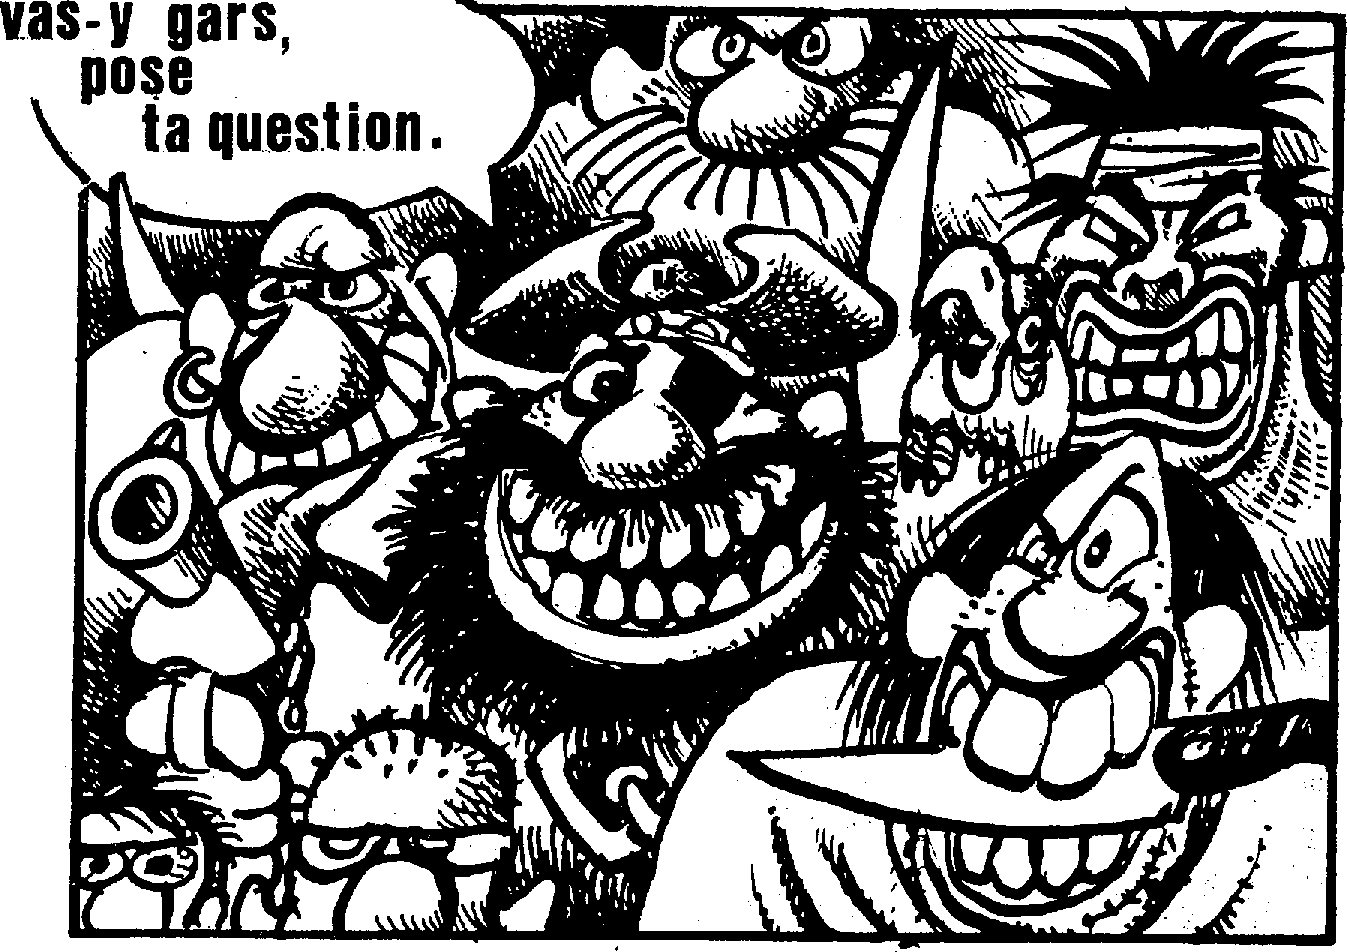 vas-y gars,
pose
ta question.